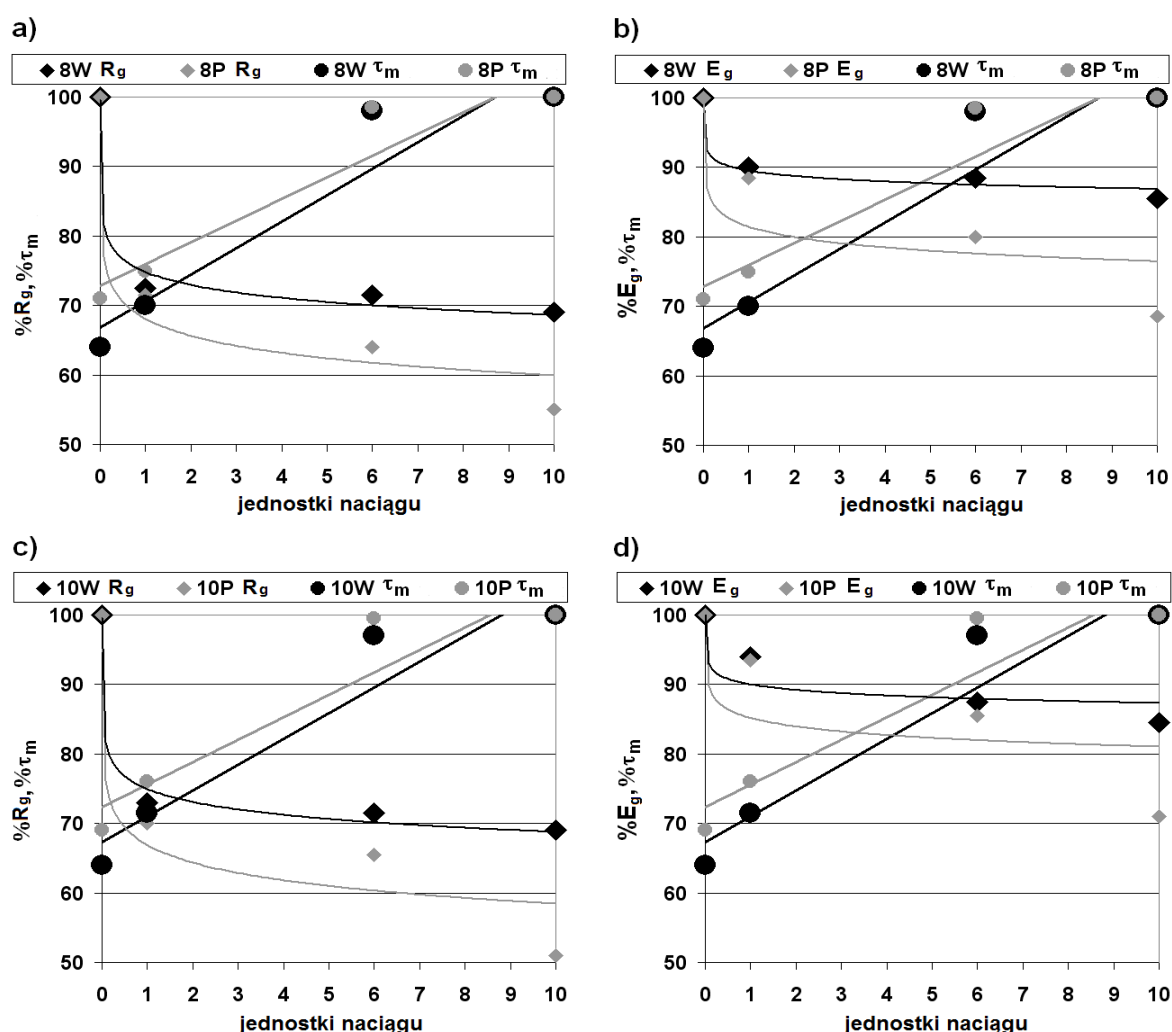 a)
8W Rg 8P Rg 8W τm 8P τm
100
90
80
70
60
50
%Rg, %τm
0 1 2 3 4 5 6 7 8 9 10
jednostki naciągu
b)
8W Eg 8P Eg 8W τm 8P τm
100
90
80
70
60
50
%Eg, %τm
0 1 2 3 4 5 6 7 8 9 10
jednostki naciągu
c)
10W Rg 10P Rg 10W τm 10P τm
100
90
80
70
60
50
%Rg, %τm
0 1 2 3 4 5 6 7 8 9 10
jednostki naciągu
d)
10W Eg 10P Eg 10W τm 10P τm
100
90
80
70
60
50
%Eg, %τm
0 1 2 3 4 5 6 7 8 9 10
jednostki naciągu